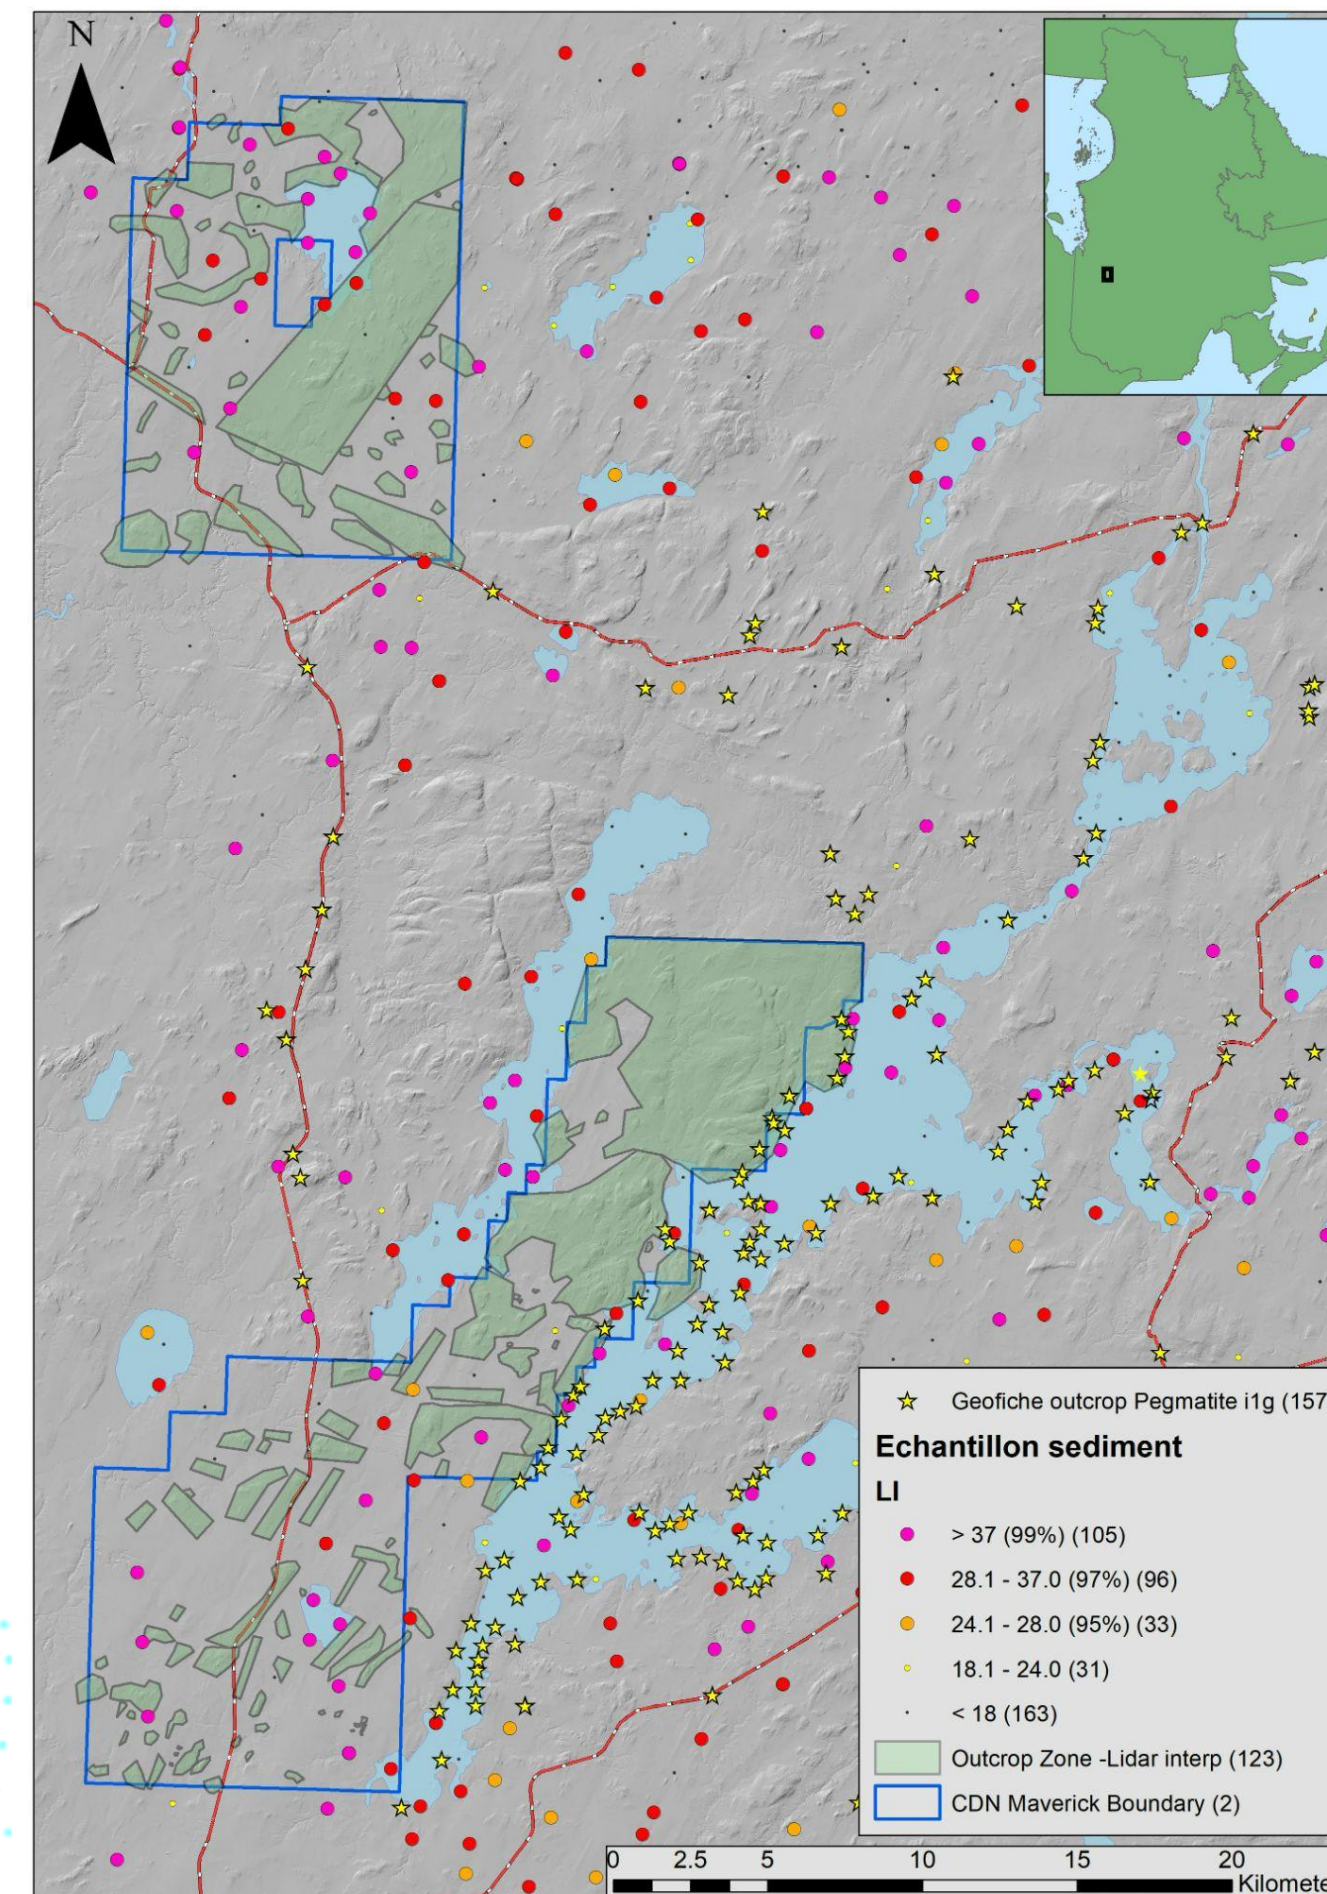 N
Geofiche outcrop Pegmatite i1g (157
Echantillon sediment
LI
> 37 (99%) (105)
28.1 - 37.0 (97%) (96)
24.1 - 28.0 (95%) (33)
18.1 - 24.0 (31)
< 18 (163)
Outcrop Zone -Lidar interp (123)
CDN Maverick Boundary (2)
0 2.5 5 10 15 20
Kilomete